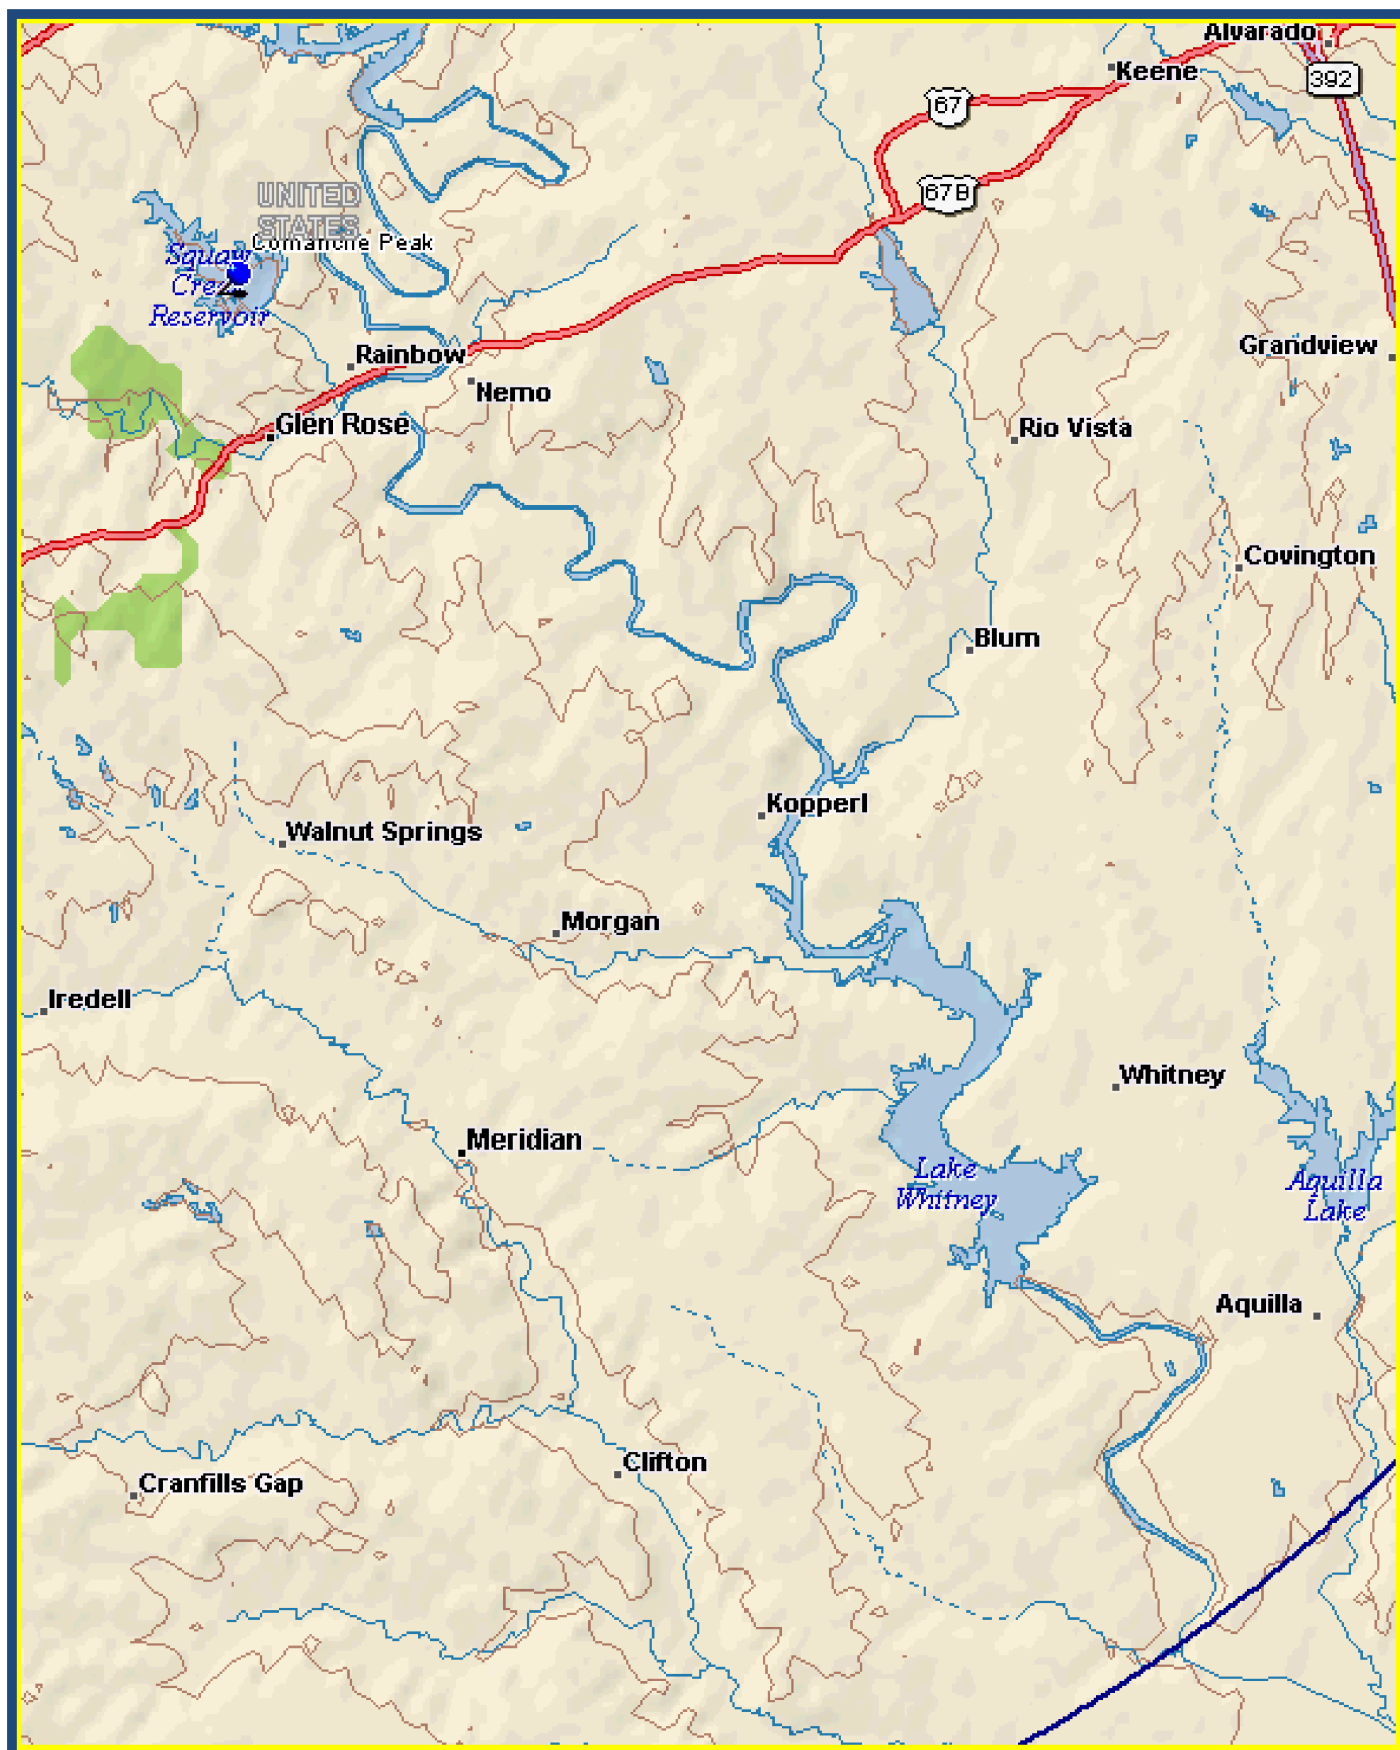 Alvarado
Keene
392
67
67B
UNITED
STATES
Comanche Peak
Squaw
Creek
Reservoir
Grandview
Rainbow
Nemo
Glen Rose
Rio Vista
Covington
Blum
Kopperl
Walnut Springs
Morgan
Iredell
Whitney
Meridian
Lake
Whitney
Aquilla
Lake
Aquilla
Clifton
Cranfills Gap